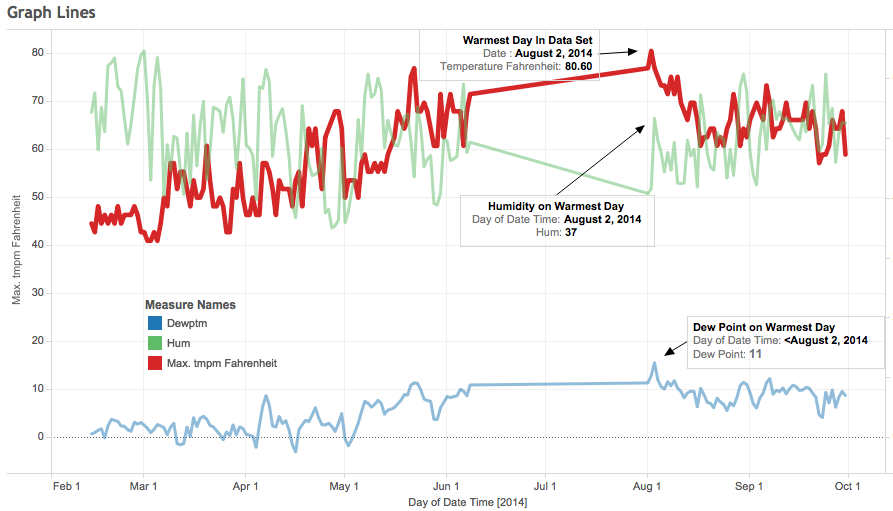 Graph Lines
Warmest Day In Data Set
Date : August 2, 2014
Temperature Fahrenheit: 80.60
80
70
60
50
40
30
20
10
0
Max. tmpm Fahrenheit
Humidity on Warmest Day
Day of Date Time: August 2, 2014
Hum: 37
Measure Names
Dewptm
Hum
Max. tmpm Fahrenheit
Dew Point on Warmest Day
Day of Date Time: <August 2, 2014
Dew Point: 11
Feb 1 Mar 1 Apr 1 May 1 Jun 1 Jul 1 Aug 1 Sep 1 Oct 1
Day of Date Time [2014]